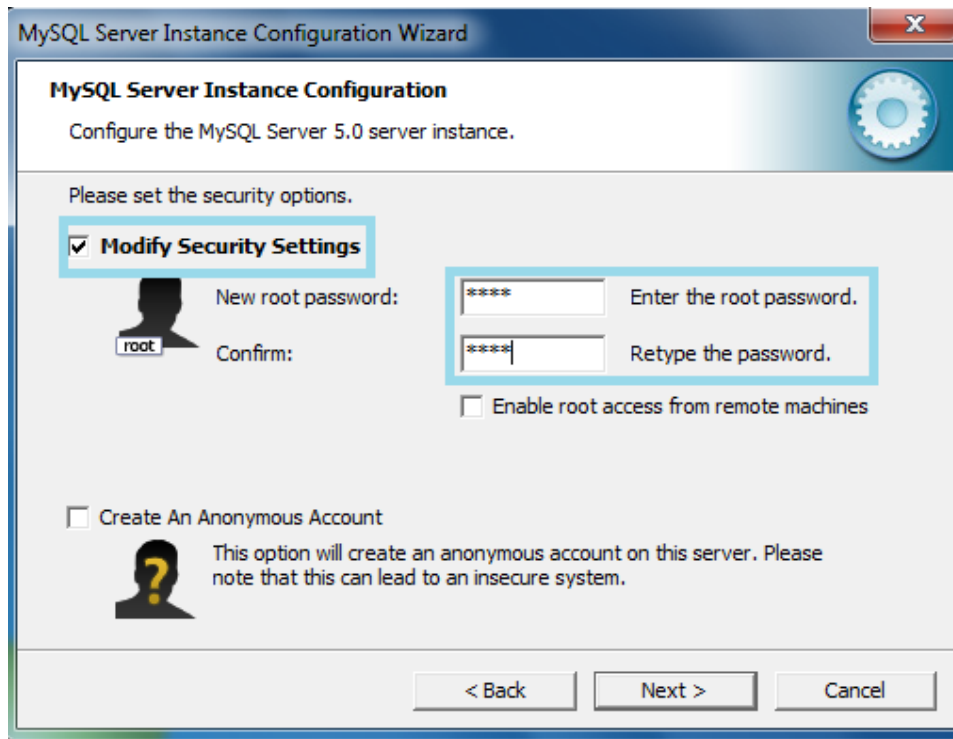 MySQL Server Instance Configuration Wizard
MySQL Server Instance Configuration
Configure the MySQL Server 5.0 server instance.
Please set the security options.
Modify Security Settings
New root password: **** Enter the root password.
root
Confirm: **** Retype the password.
Enable root access from remote machines
Create An Anonymous Account
This option will create an anonymous account on this server. Please
note that this can lead to an insecure system.
< Back Next > Cancel